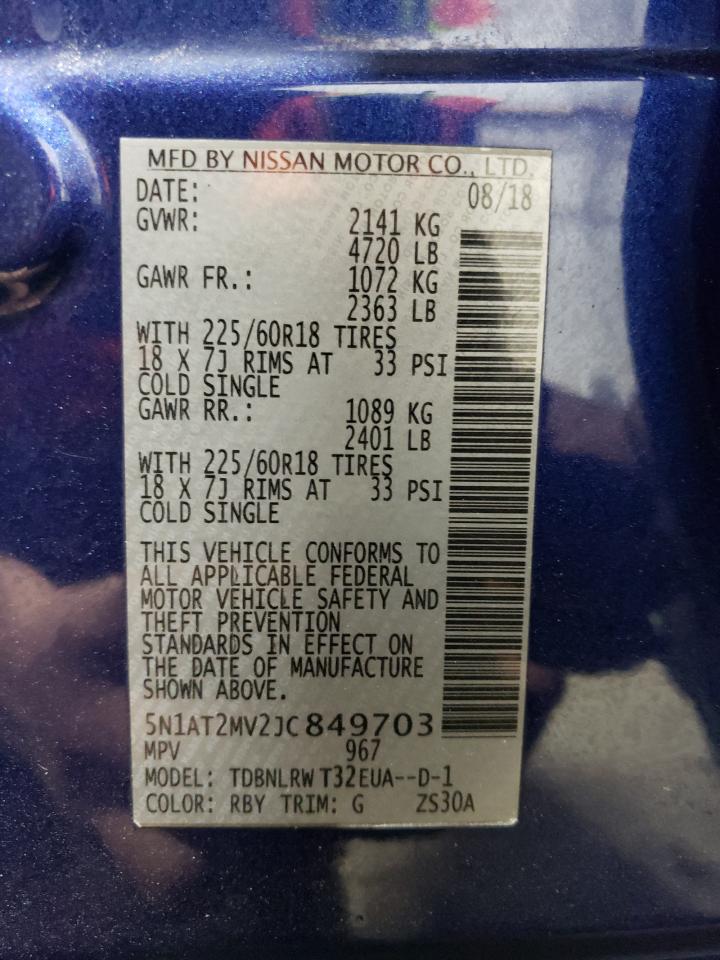 MFD BY NISSAN MOTOR CO., LTD.
DATE: 08/18
GVWR: 2141 KG
4720 LB
GAWR FR.: 1072 KG
2363 LB
WITH 225/60R18 TIRES
18 X 7J RIMS AT 33 PSI
COLD SINGLE
GAWR RR.: 1089 KG
2401 LB
WITH 225/60R18 TIRES
18 X 7J RIMS AT 33 PSI
COLD SINGLE
THIS VEHICLE CONFORMS TO
ALL APPLICABLE FEDERAL
MOTOR VEHICLE SAFETY AND
THEFT PREVENTION
STANDARDS IN EFFECT ON
THE DATE OF MANUFACTURE
SHOWN ABOVE.
5N1AT2MV2JC849703
MPV 967
MODEL: TDBNLRW T32EUA--D-1
COLOR: RBY TRIM: G ZS30A